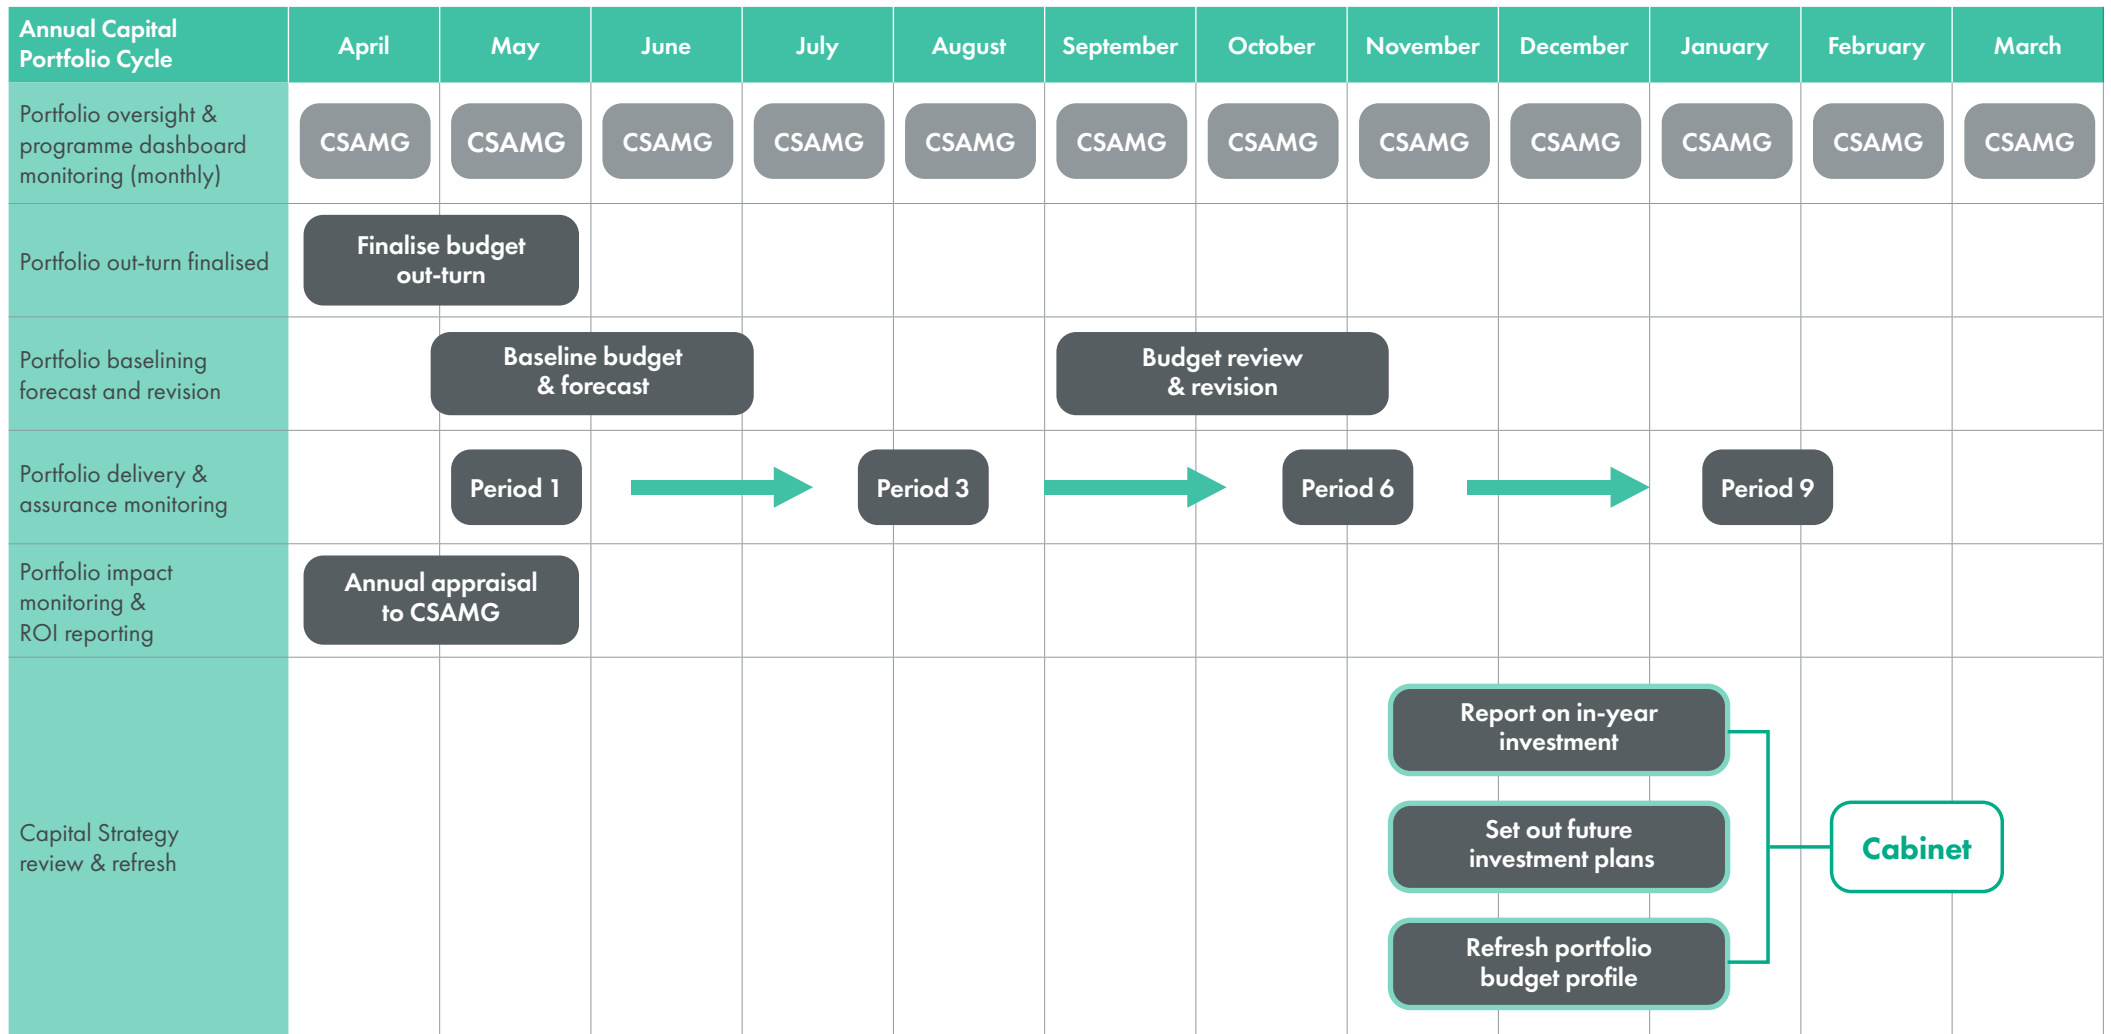 Annual Capital
Portfolio Cycle
April
May
June
July
August
September
October
November
December
January
February
March
Portfolio oversight &
programme dashboard
monitoring (monthly)
CSAMG
CSAMG
CSAMG
CSAMG
CSAMG
CSAMG
CSAMG
CSAMG
CSAMG
CSAMG
CSAMG
CSAMG
Portfolio out-turn finalised
Finalise budget
out-turn
Portfolio baselining
forecast and revision
Baseline budget
& forecast
Budget review
& revision
Portfolio delivery &
assurance monitoring
Period 1
Period 3
Period 6
Period 9
Portfolio impact
monitoring &
ROI reporting
Annual appraisal
to CSAMG
Capital Strategy
review & refresh
Report on in-year
investment
Set out future
investment plans
Refresh portfolio
budget profile
Cabinet